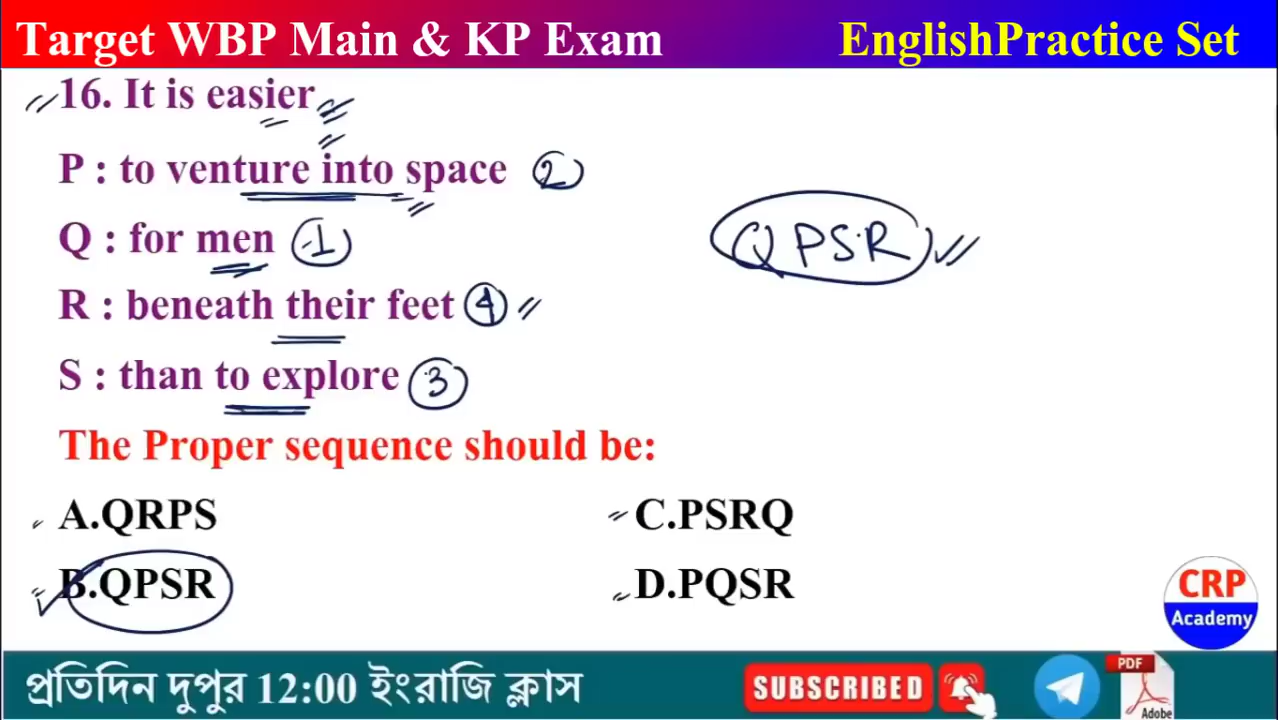 Target WBP Main & KP Exam EnglishPractice Set
16. It is easier
P : to venture into space 2
Q : for men 1
QPSR
R : beneath their feet 4
S : than to explore 3
The Proper sequence should be:
A.QRPS C.PSRQ
B.QPSR D.PQSR
CRP
Academy
প্রতিদিন দুপুর 12:00 ইংরাজি ক্লাস SUBSCRIBED
PDF
Adobe